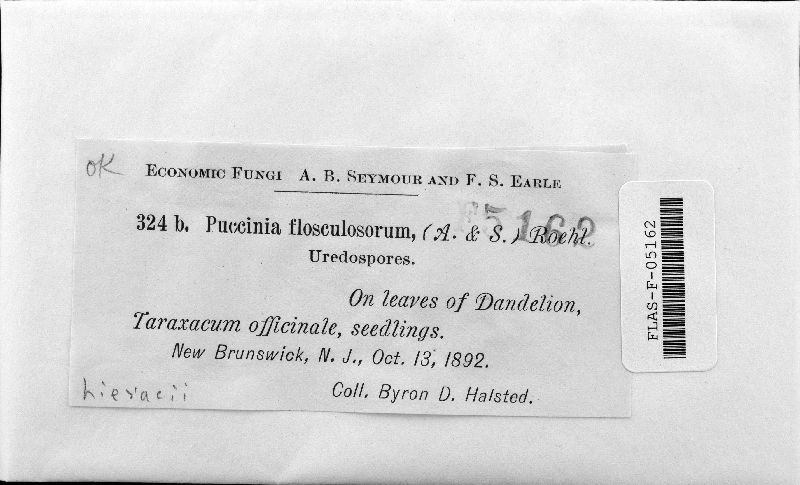 OK
ECONOMIC FUNGI A. B. SEYMOUR AND F. S. EARLE
324 b. Puccinia flosculosorum, (A. & S.) Roehl.
F5162
Uredospores.
On leaves of Dandelion,
Taraxacum officinale, seedlings.
New Brunswick, N. J., Oct. 13, 1892.
hieracii
Coll. Byron D. Halsted.
FLAS-F-05162